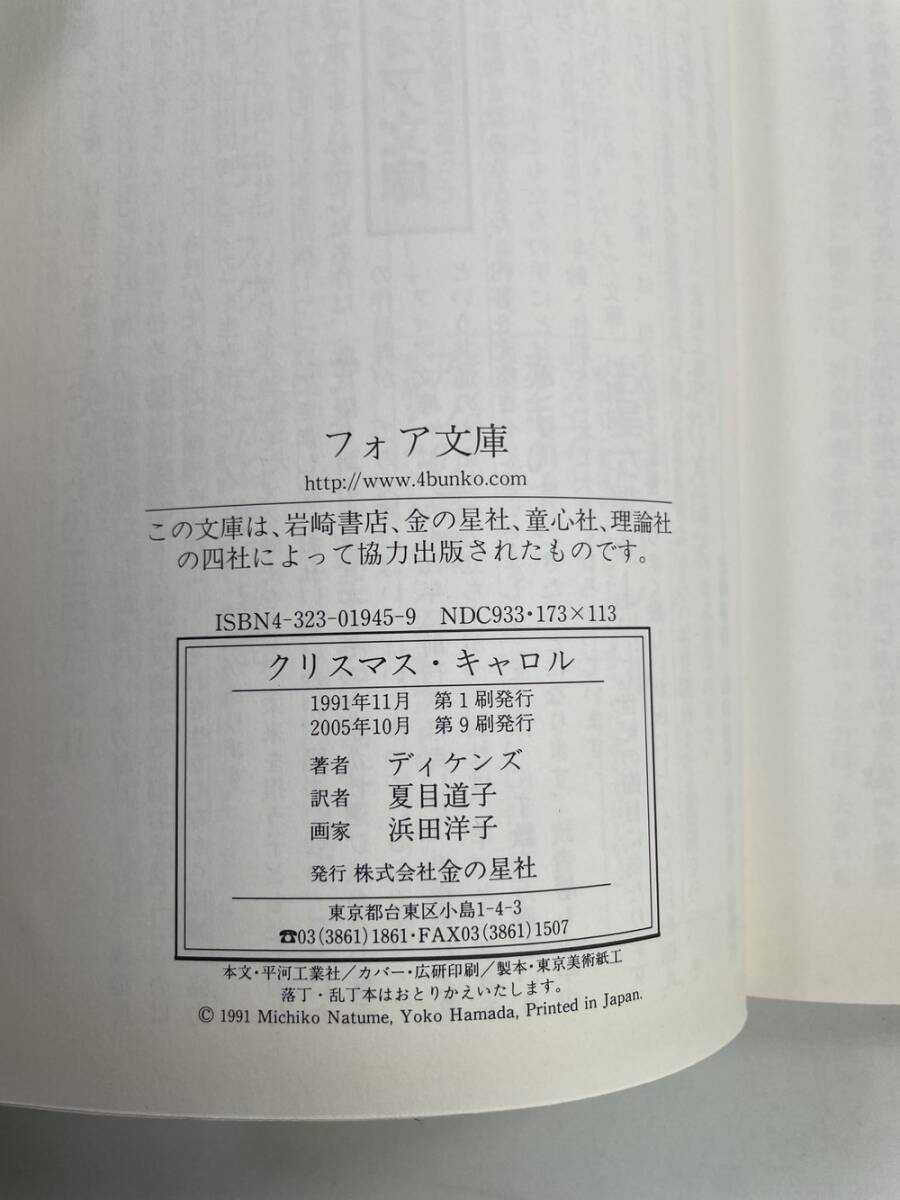 フォア文庫
http://www.4bunko.com
この文庫は、岩崎書店、金の星社、童心社、理論社
の四社によって協力出版されたものです。
ISBN4-323-01945-9 NDC933・173×113
クリスマス・キャロル
1991年11月 第1刷発行
2005年10月 第9刷発行
著者 ディケンズ
訳者 夏目道子
画家 浜田洋子
発行 株式会社金の星社
東京都台東区小島1-4-3
☎03(3861)1861・FAX03(3861)1507
本文・平河工業社/カバー・広研印刷/製本・東京美術紙工
落丁・乱丁本はおとりかえいたします。
© 1991 Michiko Natume, Yoko Hamada, Printed in Japan.